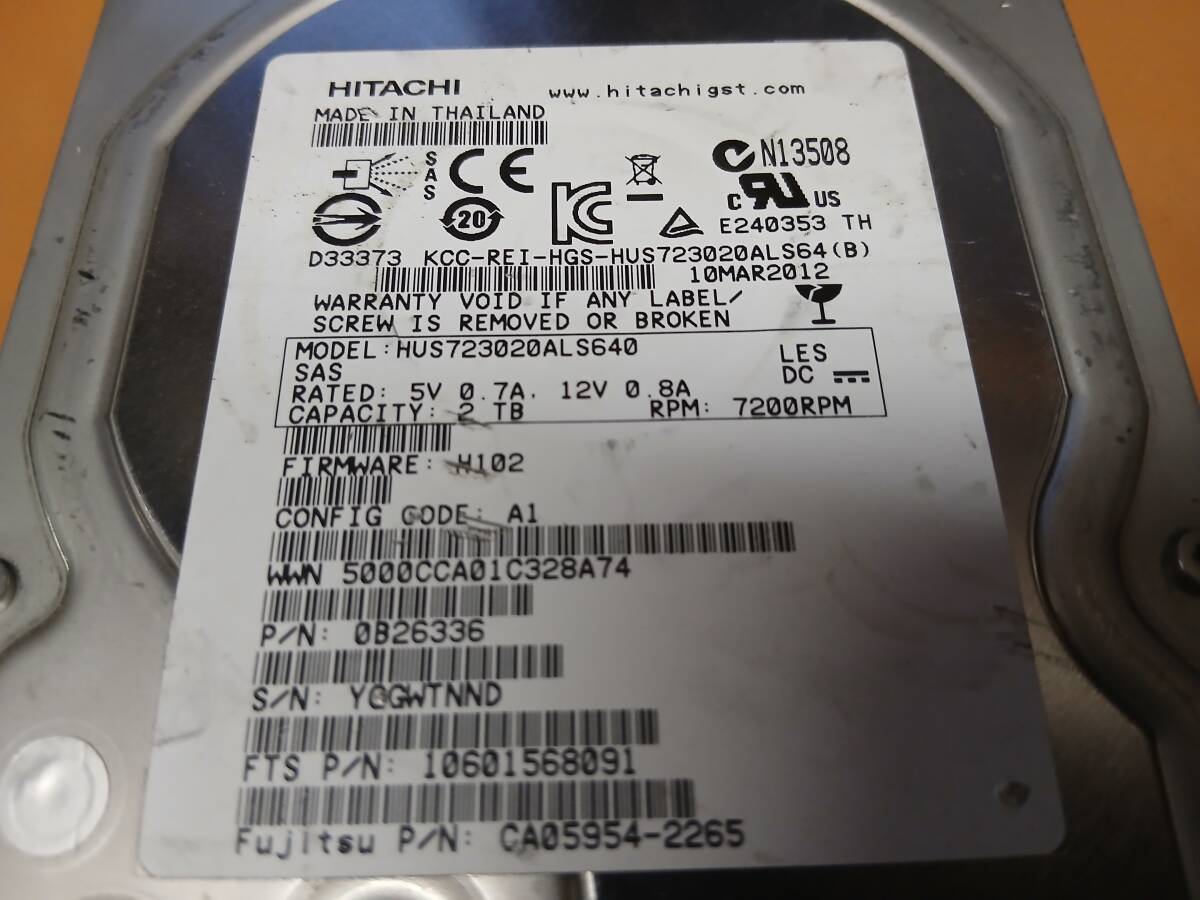 HITACHI
www.hitachigst.com
MADE IN THAILAND
SAS
CE
N13508
20
KC
c RU US
E240353 TH
D33373 KCC-REI-HGS-HUS723020ALS64(B)
10MAR2012
WARRANTY VOID IF ANY LABEL/
SCREW IS REMOVED OR BROKEN
MODEL:HUS723020ALS640
LES
SAS
DC
RATED: 5V 0.7A, 12V 0.8A
CAPACITY: 2 TB
RPM: 7200RPM
FIRMWARE: H102
CONFIG CODE: A1
WWN 5000CCA01C328A74
P/N: 0B26336
S/N: YGGWTNND
FTS P/N: 10601568091
Fujitsu P/N: CA05954-2265